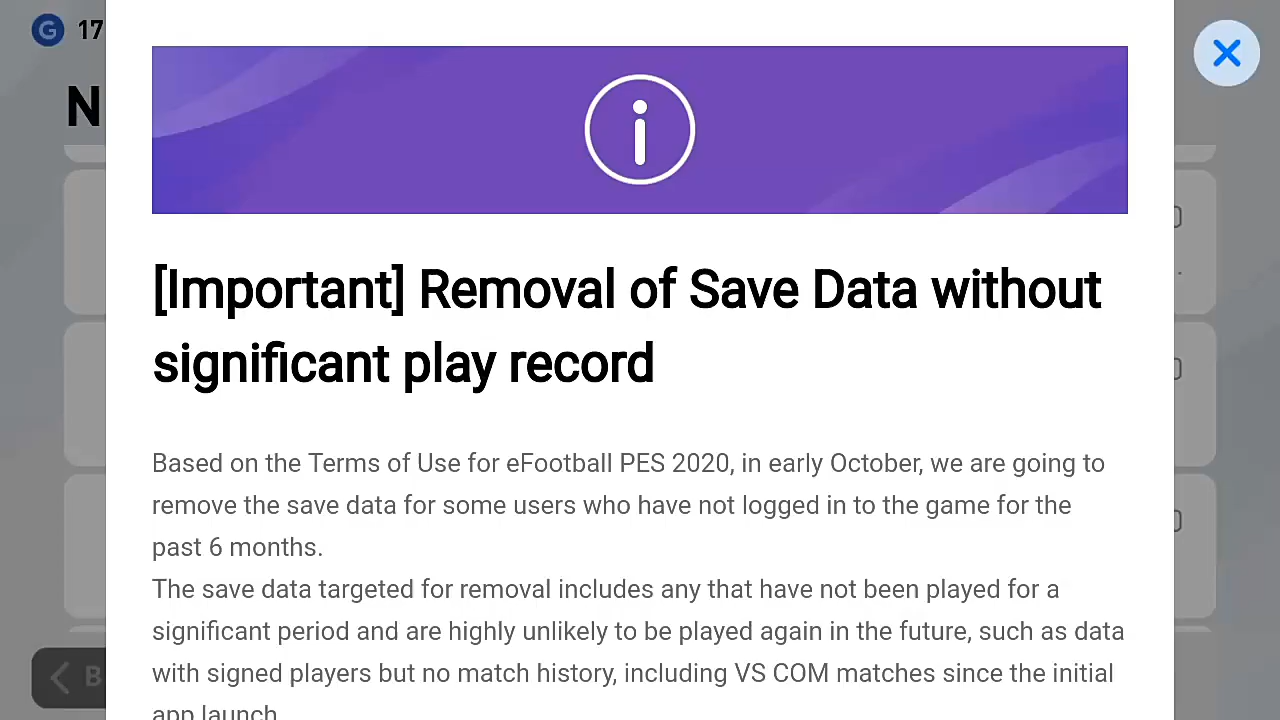 G 17
N
[Important] Removal of Save Data without
significant play record
Based on the Terms of Use for eFootball PES 2020, in early October, we are going to
remove the save data for some users who have not logged in to the game for the
past 6 months.
The save data targeted for removal includes any that have not been played for a
significant period and are highly unlikely to be played again in the future, such as data
with signed players but no match history, including VS COM matches since the initial
app launch.
B